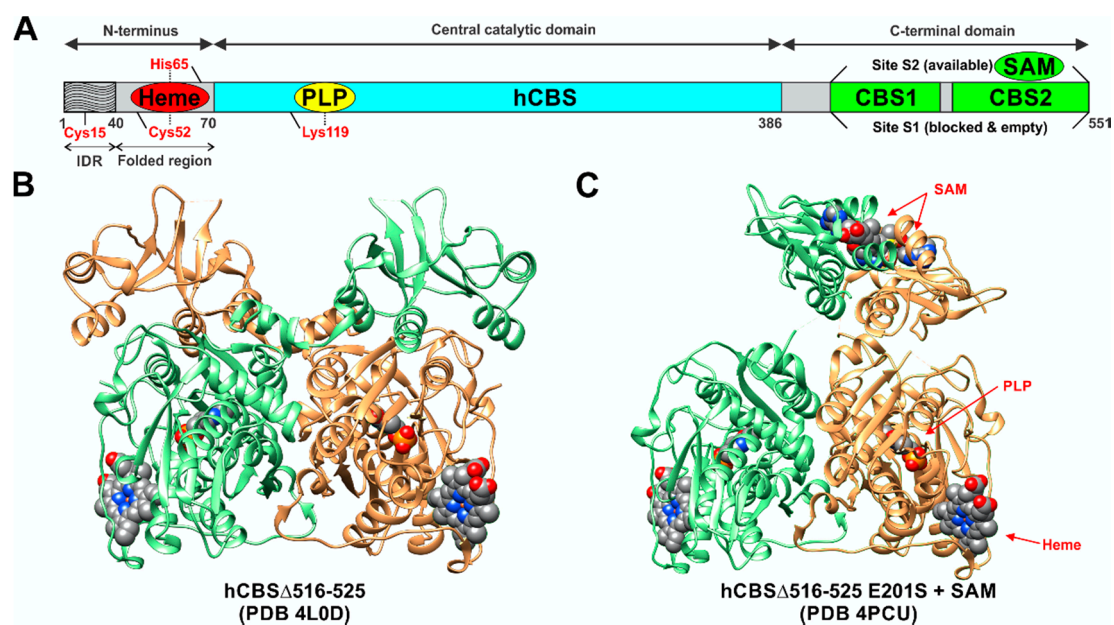 A
N-terminus
Central catalytic domain
C-terminal domain
His65
Site S2 (available)
SAM
Heme
PLP
hCBS
CBS1
CBS2
1
Cys15
40
Cys52
70
Lys119
386
Site S1 (blocked & empty)
551
IDR
Folded region
B
C
SAM
PLP
Heme
hCBSΔ516-525
(PDB 4L0D)
hCBSΔ516-525 E201S + SAM
(PDB 4PCU)